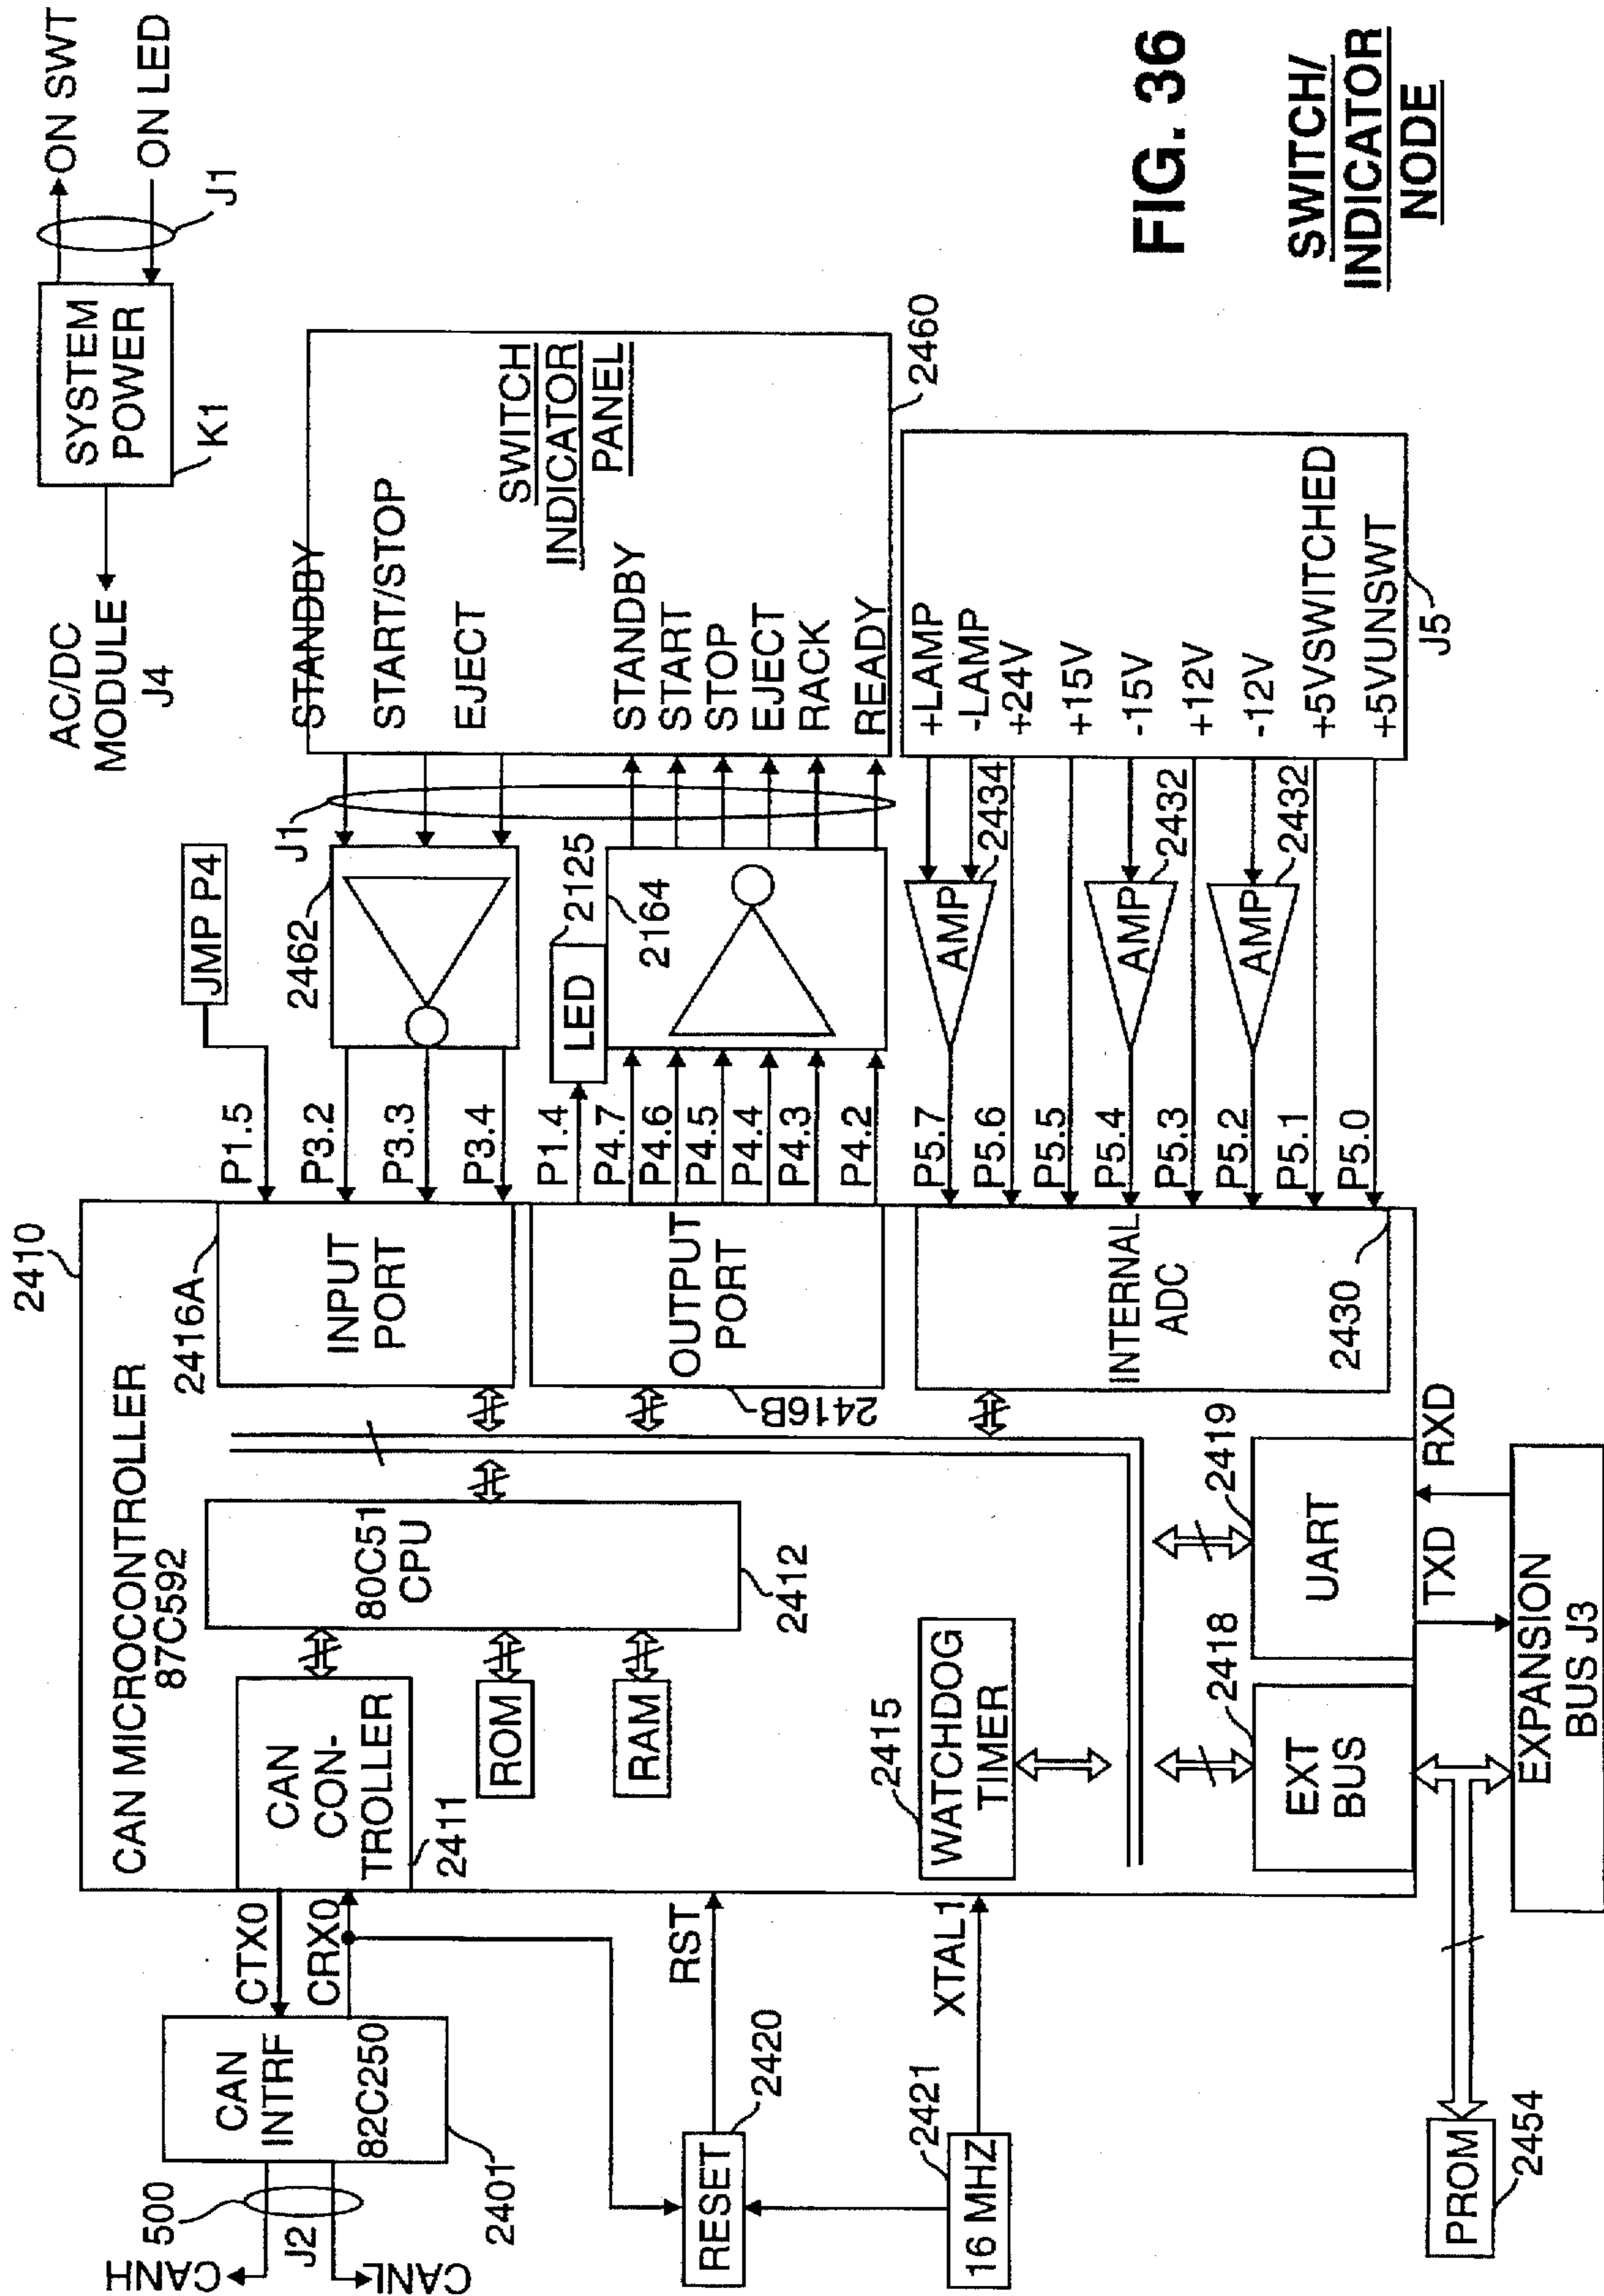 CANH
CANL
500
J2
2401
CAN
INTRF
82C250
CTX0
CRX0
RESET
2420
RST
16 MHZ
2421
XTAL1
PROM
2454
2410
CAN MICROCONTROLLER
87C592
CAN
CON-
TROLLER
2411
ROM
RAM
80C51
CPU
2412
2415
WATCHDOG
TIMER
EXT
BUS
2418
UART
2419
TXD
RXD
EXPANSION
BUS J3
2416A
INPUT
PORT
OUTPUT
PORT
2416B
INTERNAL
ADC
2430
P1.5
P3.2
P3.3
P3.4
P1.4
P4.7
P4.6
P4.5
P4.4
P4.3
P4.2
P5.7
P5.6
P5.5
P5.4
P5.3
P5.2
P5.1
P5.0
JMP P4
2462
J1
LED
2125
2164
AMP
2434
AMP
2432
AMP
2432
STANDBY
START/STOP
EJECT
SWITCH
INDICATOR
PANEL
STANDBY
START
STOP
EJECT
RACK
READY
2460
+LAMP
-LAMP
+24V
+15V
-15V
+12V
-12V
+5VSWITCHED
+5VUNSWT
J5
AC/DC
MODULE
J4
SYSTEM
POWER
K1
ON SWT
ON LED
J1
FIG. 36
SWITCH/
INDICATOR
NODE